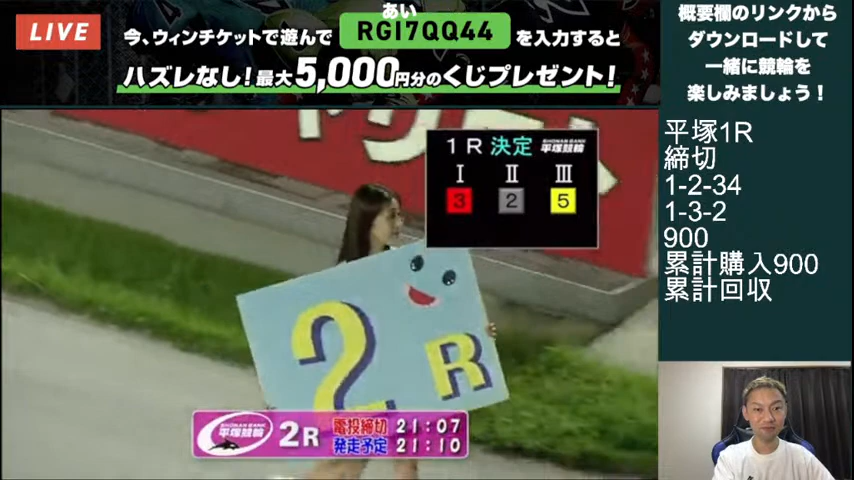 LIVE
あい
今、ウィンチケットで遊んで RGI7QQ44 を入力すると
ハズレなし!最大5,000円分のくじプレゼント!
概要欄のリンクから
ダウンロードして
一緒に競輪を
楽しみましょう!
平塚1R
締切
1-2-34
1-3-2
900
累計購入900
累計回収
1R 決定 SHONAN-BANK 平塚競輪
I II III
3 2 5
2 R
SHONAN-BANK
平塚競輪
2R
電投締切 21:07
発走予定 21:10